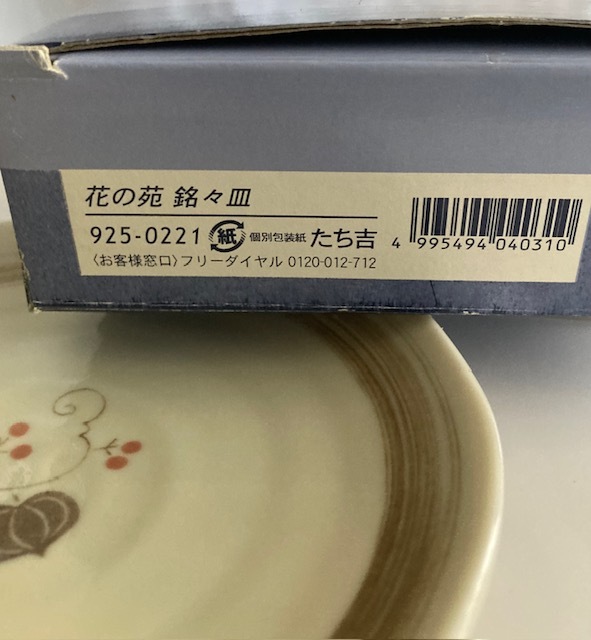 花の苑 銘々皿
925-0221 紙 個別包装紙 たち吉
〈お客様窓口〉フリーダイヤル 0120-012-712
4 995494 040310